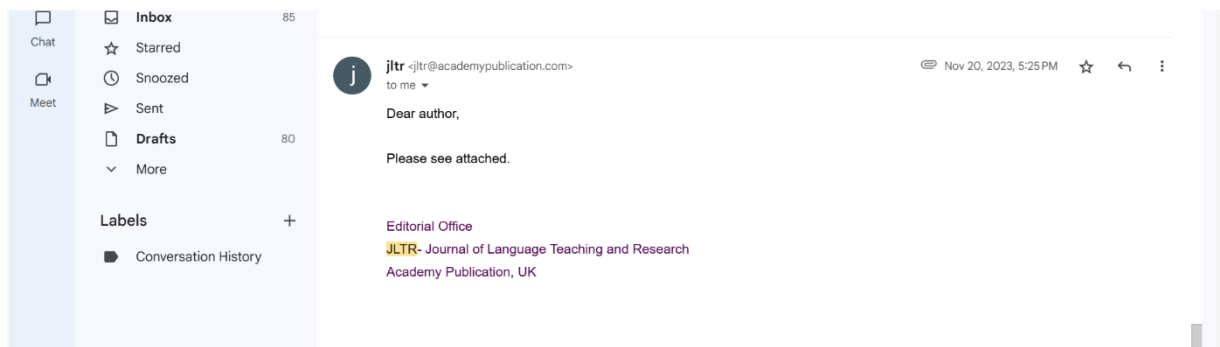 Chat
Meet
Inbox 85
Starred
Snoozed
Sent
Drafts 80
More
Labels +
Conversation History
j
jltr <jltr@academypublication.com>
Nov 20, 2023, 5:25 PM
to me
Dear author,
Please see attached.
Editorial Office
JLTR- Journal of Language Teaching and Research
Academy Publication, UK